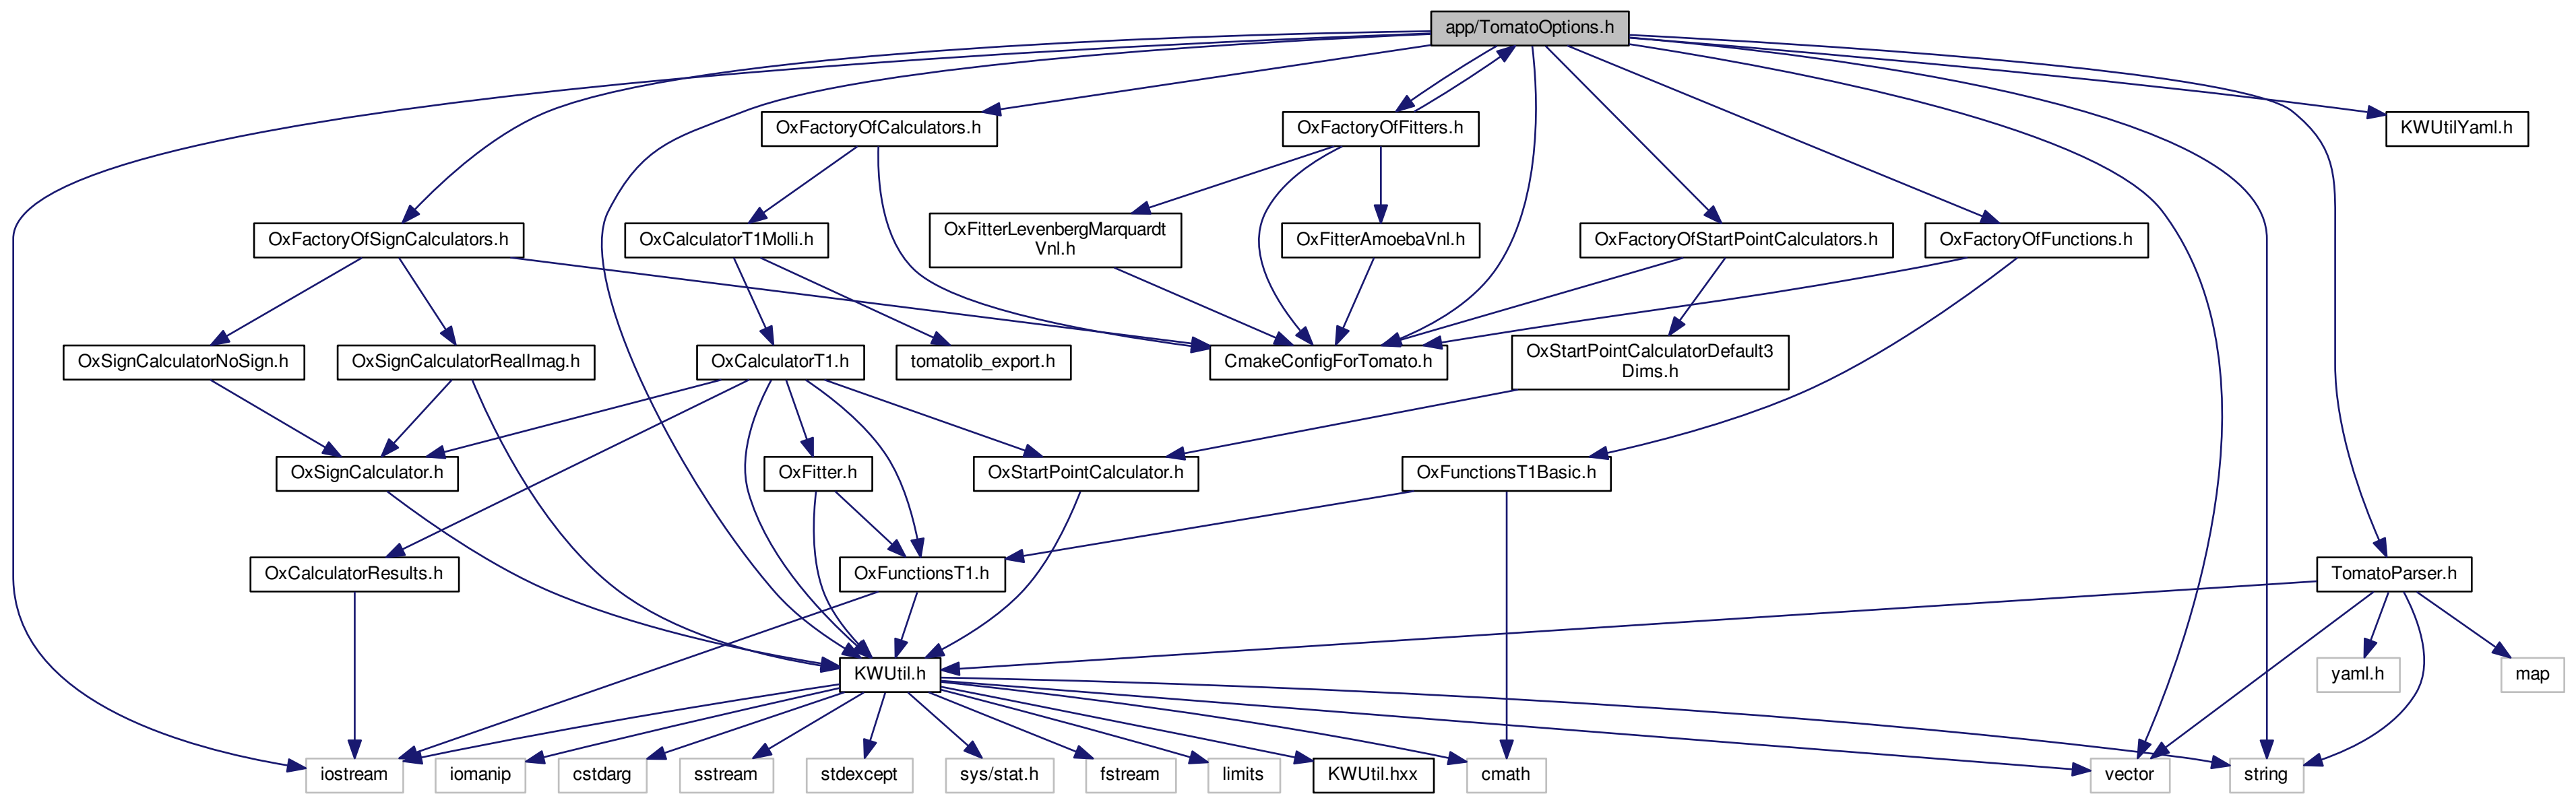 app/TomatoOptions.h
OxFactoryOfCalculators.h
OxFactoryOfFitters.h
KWUtilYaml.h
OxFactoryOfSignCalculators.h
OxCalculatorT1Molli.h
OxFitterLevenbergMarquardt
Vnl.h
OxFitterAmoebaVnl.h
OxFactoryOfStartPointCalculators.h
OxFactoryOfFunctions.h
OxSignCalculatorNoSign.h
OxSignCalculatorRealImag.h
OxCalculatorT1.h
tomatolib_export.h
CmakeConfigForTomato.h
OxStartPointCalculatorDefault3
Dims.h
OxSignCalculator.h
OxFitter.h
OxStartPointCalculator.h
OxFunctionsT1Basic.h
OxCalculatorResults.h
OxFunctionsT1.h
TomatoParser.h
KWUtil.h
yaml.h
map
iostream
iomanip
cstdarg
sstream
stdexcept
sys/stat.h
fstream
limits
KWUtil.hxx
cmath
vector
string